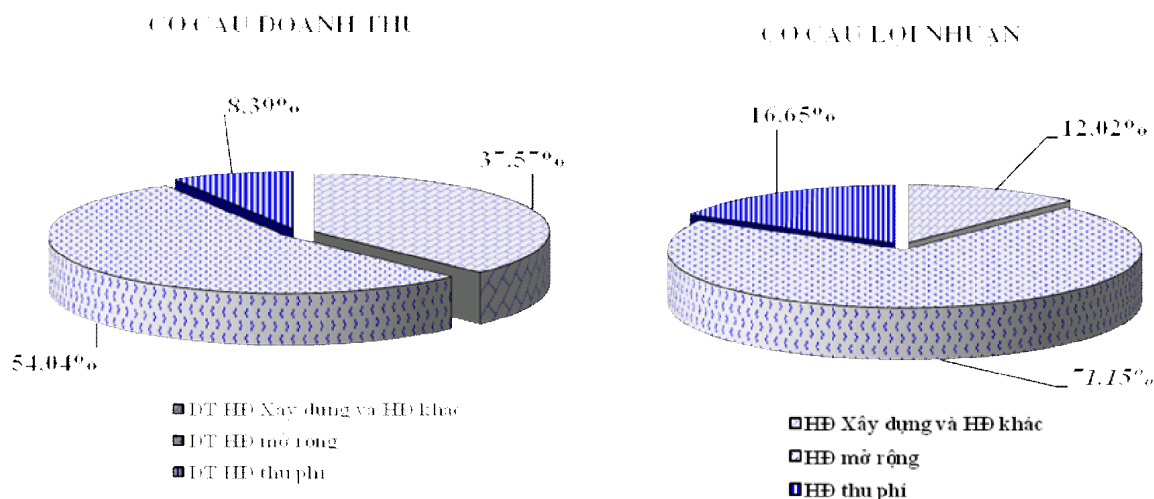 CƠ CẤU DOANH THU
8.39%
37.57%
54.04%
DT HĐ Xây dựng và HĐ khác
DT HĐ mở rộng
DT HĐ thu phí
CƠ CẤU LỢI NHUẬN
16.65%
12.02%
71.15%
HĐ Xây dựng và HĐ khác
HĐ mở rộng
HĐ thu phí